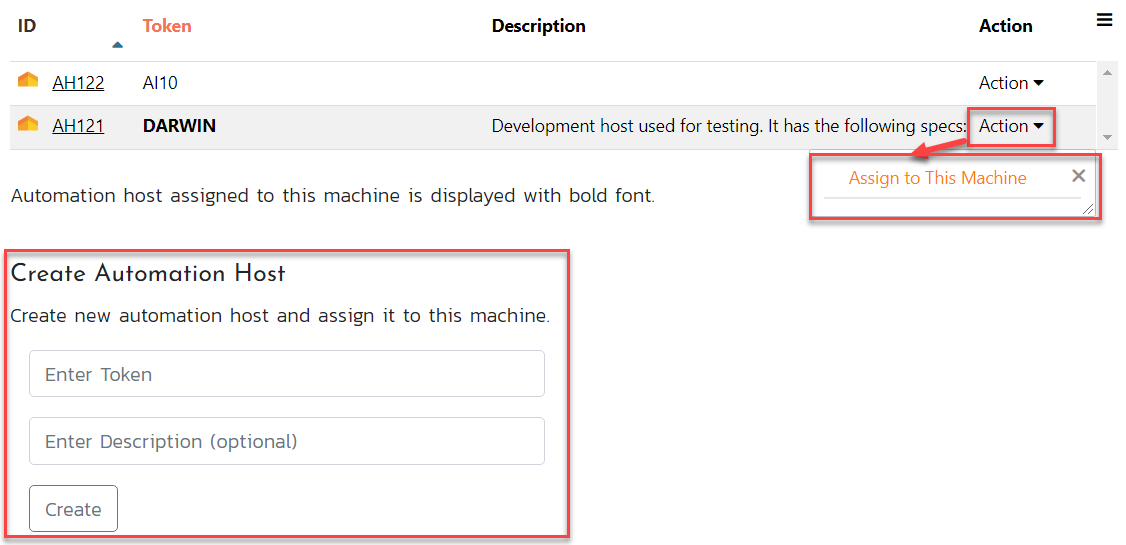 ID Token Description Action
AH122 AI10 Action
AH121 DARWIN Development host used for testing. It has the following specs: Action
Assign to This Machine
Automation host assigned to this machine is displayed with bold font.
Create Automation Host
Create new automation host and assign it to this machine.
Enter Token
Enter Description (optional)
Create